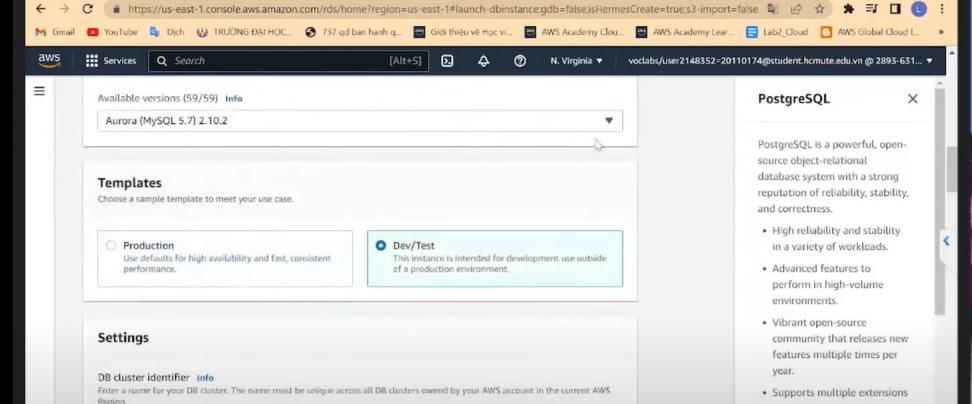 https://us-east-1.console.aws.amazon.com/rds/home?region=us-east-1#launch-dbinstance;gdb=false;isHermesCreate=true;s3-import=false
L
Gmail YouTube Dịch TRƯỜNG ĐẠI HOC... 737 qd ban hanh q... Giới thiệu về Học vi... AWS Academy Clou... AWS Academy Lear... Lab2_Cloud AWS Global Cloud I... »
aws Services Search [Alt+S] N. Virginia voclabs/user2148352=20110174@student.hcmute.edu.vn @ 2893-631...
Available versions (59/59) Info
Aurora (MySQL 5.7) 2.10.2
Templates
Choose a sample template to meet your use case.
Production
Use defaults for high availability and fast, consistent
performance.
Dev/Test
This instance is intended for development use outside
of a production environment.
Settings
DB cluster identifier Info
Enter a name for your DB cluster. The name must be unique across all DB clusters owned by your AWS account in the current AWS
Region.
PostgreSQL
PostgreSQL is a powerful, open-
source object-relational
database system with a strong
reputation of reliability, stability,
and correctness.
• High reliability and stability
in a variety of workloads.
• Advanced features to
perform in high-volume
environments.
• Vibrant open-source
community that releases new
features multiple times per
year.
• Supports multiple extensions